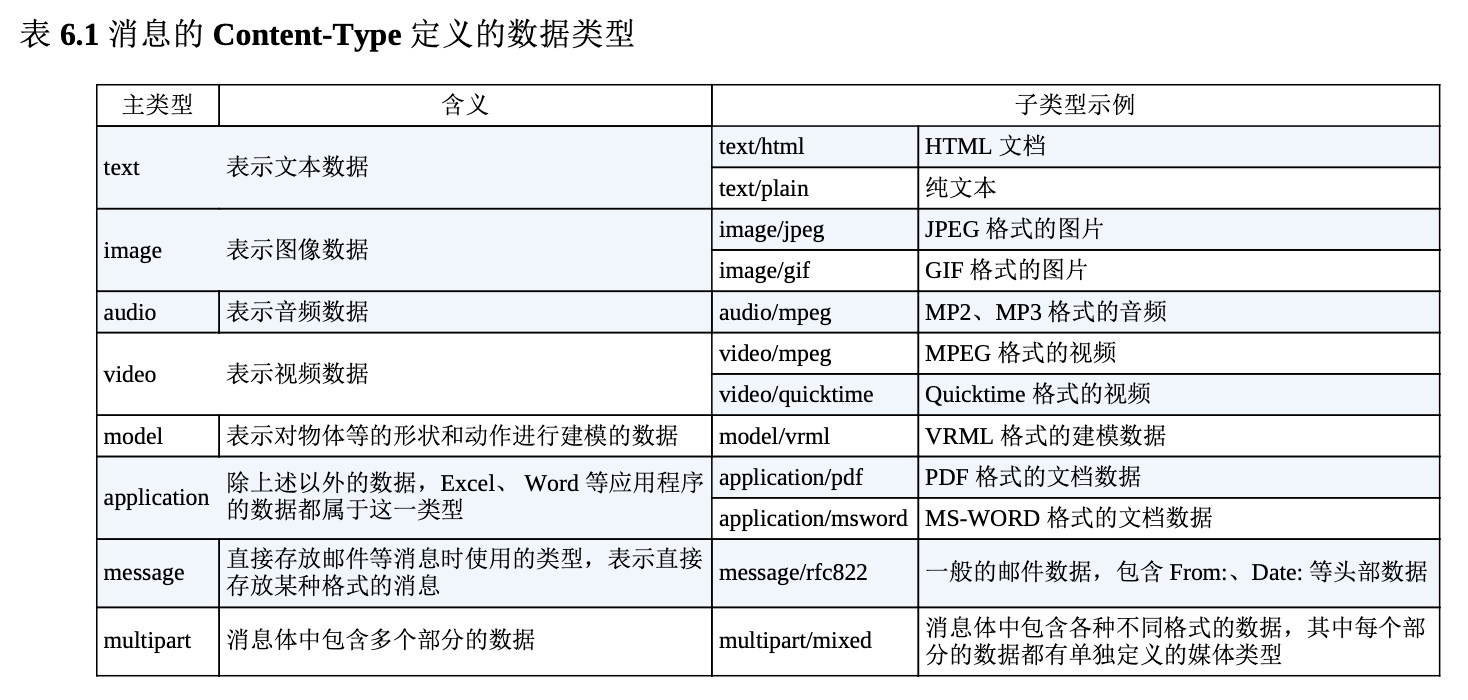 表 6.1 消息的 Content-Type 定义的数据类型
主类型 含义 子类型示例
text 表示文本数据 text/html HTML 文档
text/plain 纯文本
image 表示图像数据 image/jpeg JPEG 格式的图片
image/gif GIF 格式的图片
audio 表示音频数据 audio/mpeg MP2、MP3 格式的音频
video 表示视频数据 video/mpeg MPEG 格式的视频
video/quicktime Quicktime 格式的视频
model 表示对物体等的形状和动作进行建模的数据 model/vrml VRML 格式的建模数据
application 除上述以外的数据，Excel、 Word 等应用程序
的数据都属于这一类型 application/pdf PDF 格式的文档数据
application/msword MS-WORD 格式的文档数据
message 直接存放邮件等消息时使用的类型，表示直接
存放某种格式的消息 message/rfc822 一般的邮件数据，包含 From:、Date: 等头部数据
multipart 消息体中包含多个部分的数据 multipart/mixed 消息体中包含各种不同格式的数据，其中每个部
分的数据都有单独定义的媒体类型